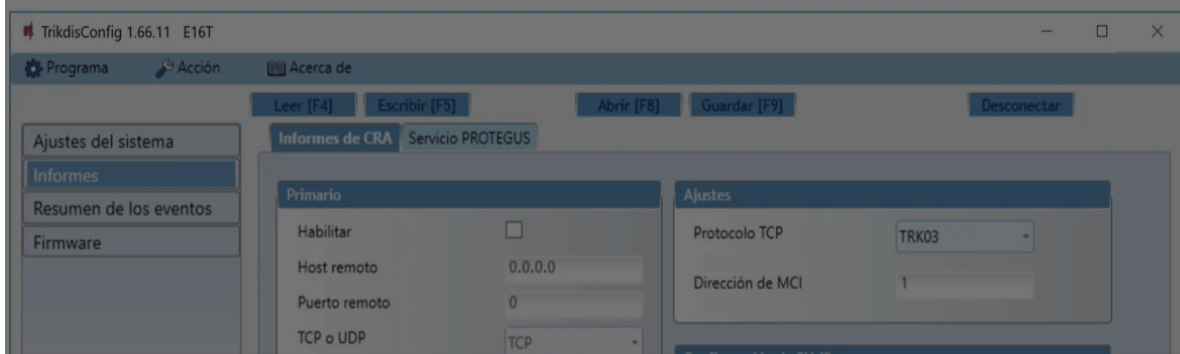 TrikdisConfig 1.66.11 E16T
Programa Acción Acerca de
Leer [F4] Escribir [F5] Abrir [F8] Guardar [F9] Desconectar
Informes de CRA Servicio PROTEGUS
Ajustes del sistema
Informes
Resumen de los eventos
Firmware
Primario
Habilitar
Host remoto 0.0.0.0
Puerto remoto 0
TCP o UDP TCP
Ajustes
Protocolo TCP TRK03
Dirección de MCI 1